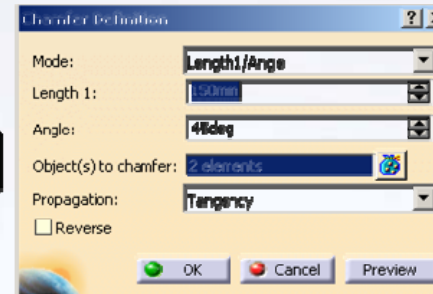 Chamfer Definition
Mode: Length1/Ange
Length 1: 150mm
Angle: 45deg
Object(s) to chamfer: 2 elements
Propagation: Tangency
Reverse
OK Cancel Preview